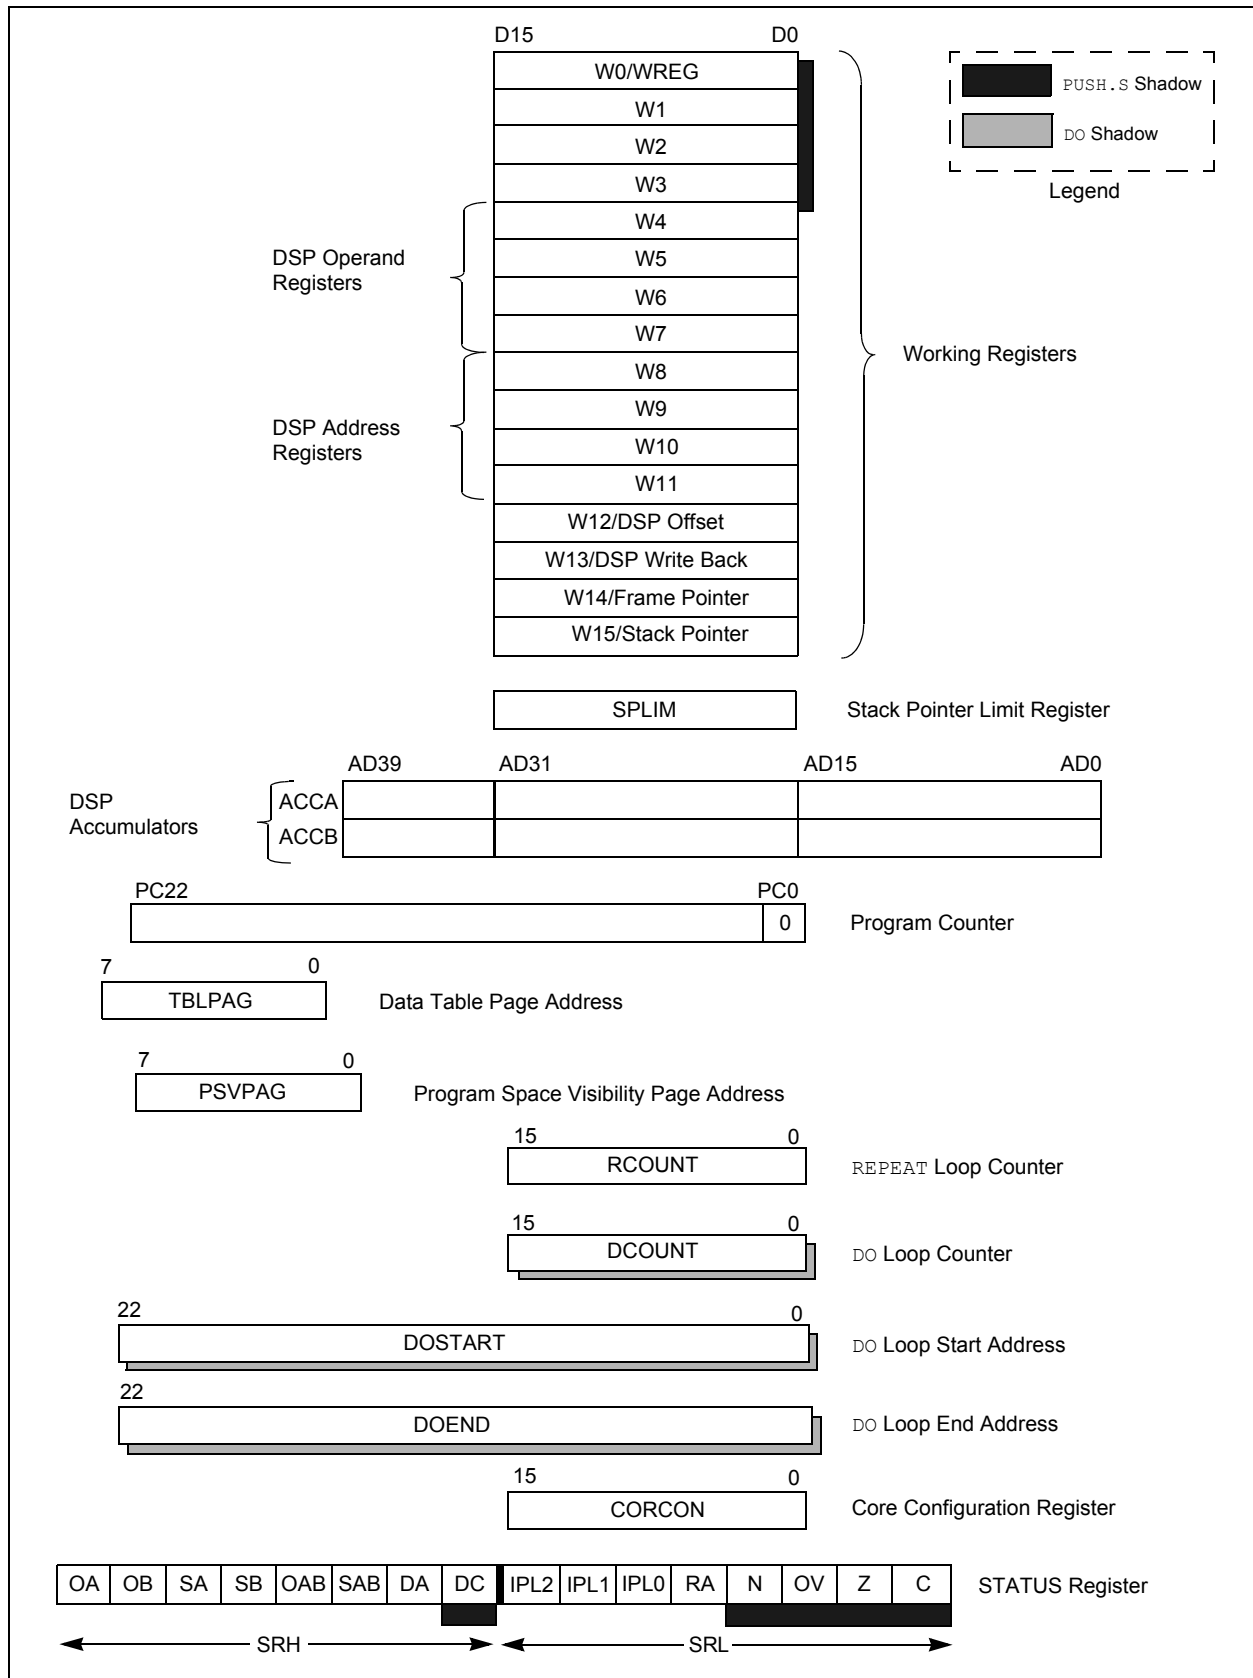 D15 D0
W0/WREG
PUSH.S Shadow
W1
DO Shadow
W2
W3
Legend
W4
DSP Operand
Registers
W5
W6
W7
Working Registers
W8
W9
DSP Address
Registers
W10
W11
W12/DSP Offset
W13/DSP Write Back
W14/Frame Pointer
W15/Stack Pointer
SPLIM Stack Pointer Limit Register
AD39 AD31 AD15 AD0
DSP
Accumulators
ACCA
ACCB
PC22 PC0
0 Program Counter
7 0
TBLPAG Data Table Page Address
7 0
PSVPAG Program Space Visibility Page Address
15 0
RCOUNT REPEAT Loop Counter
15 0
DCOUNT DO Loop Counter
22 0
DOSTART DO Loop Start Address
22
DOEND DO Loop End Address
15 0
CORCON Core Configuration Register
OA OB SA SB OAB SAB DA DC IPL2 IPL1 IPL0 RA N OV Z C STATUS Register
SRH SRL